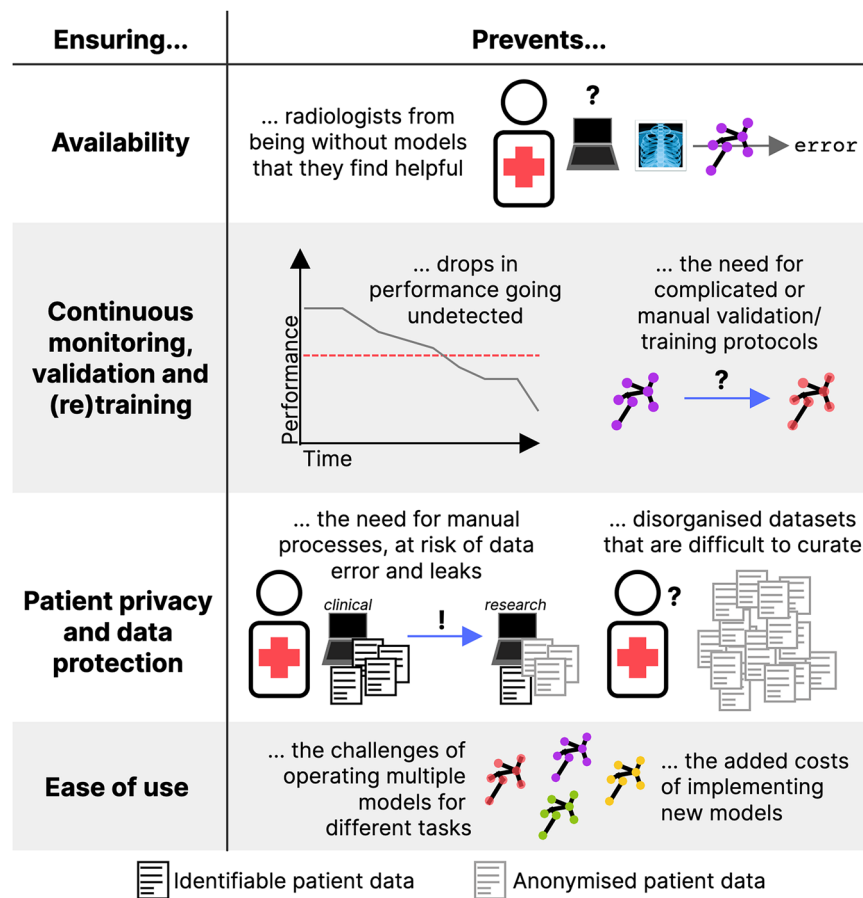 Ensuring...
Prevents...
Availability
... radiologists from
being without models
that they find helpful
?
error
Continuous
monitoring,
validation and
(re)training
Performance
Time
... drops in
performance going
undetected
... the need for
complicated or
manual validation/
training protocols
?
Patient privacy
and data
protection
... the need for manual
processes, at risk of data
error and leaks
clinical
!
research
... disorganised datasets
that are difficult to curate
?
Ease of use
... the challenges of
operating multiple
models for
different tasks
... the added costs
of implementing
new models
Identifiable patient data
Anonymised patient data